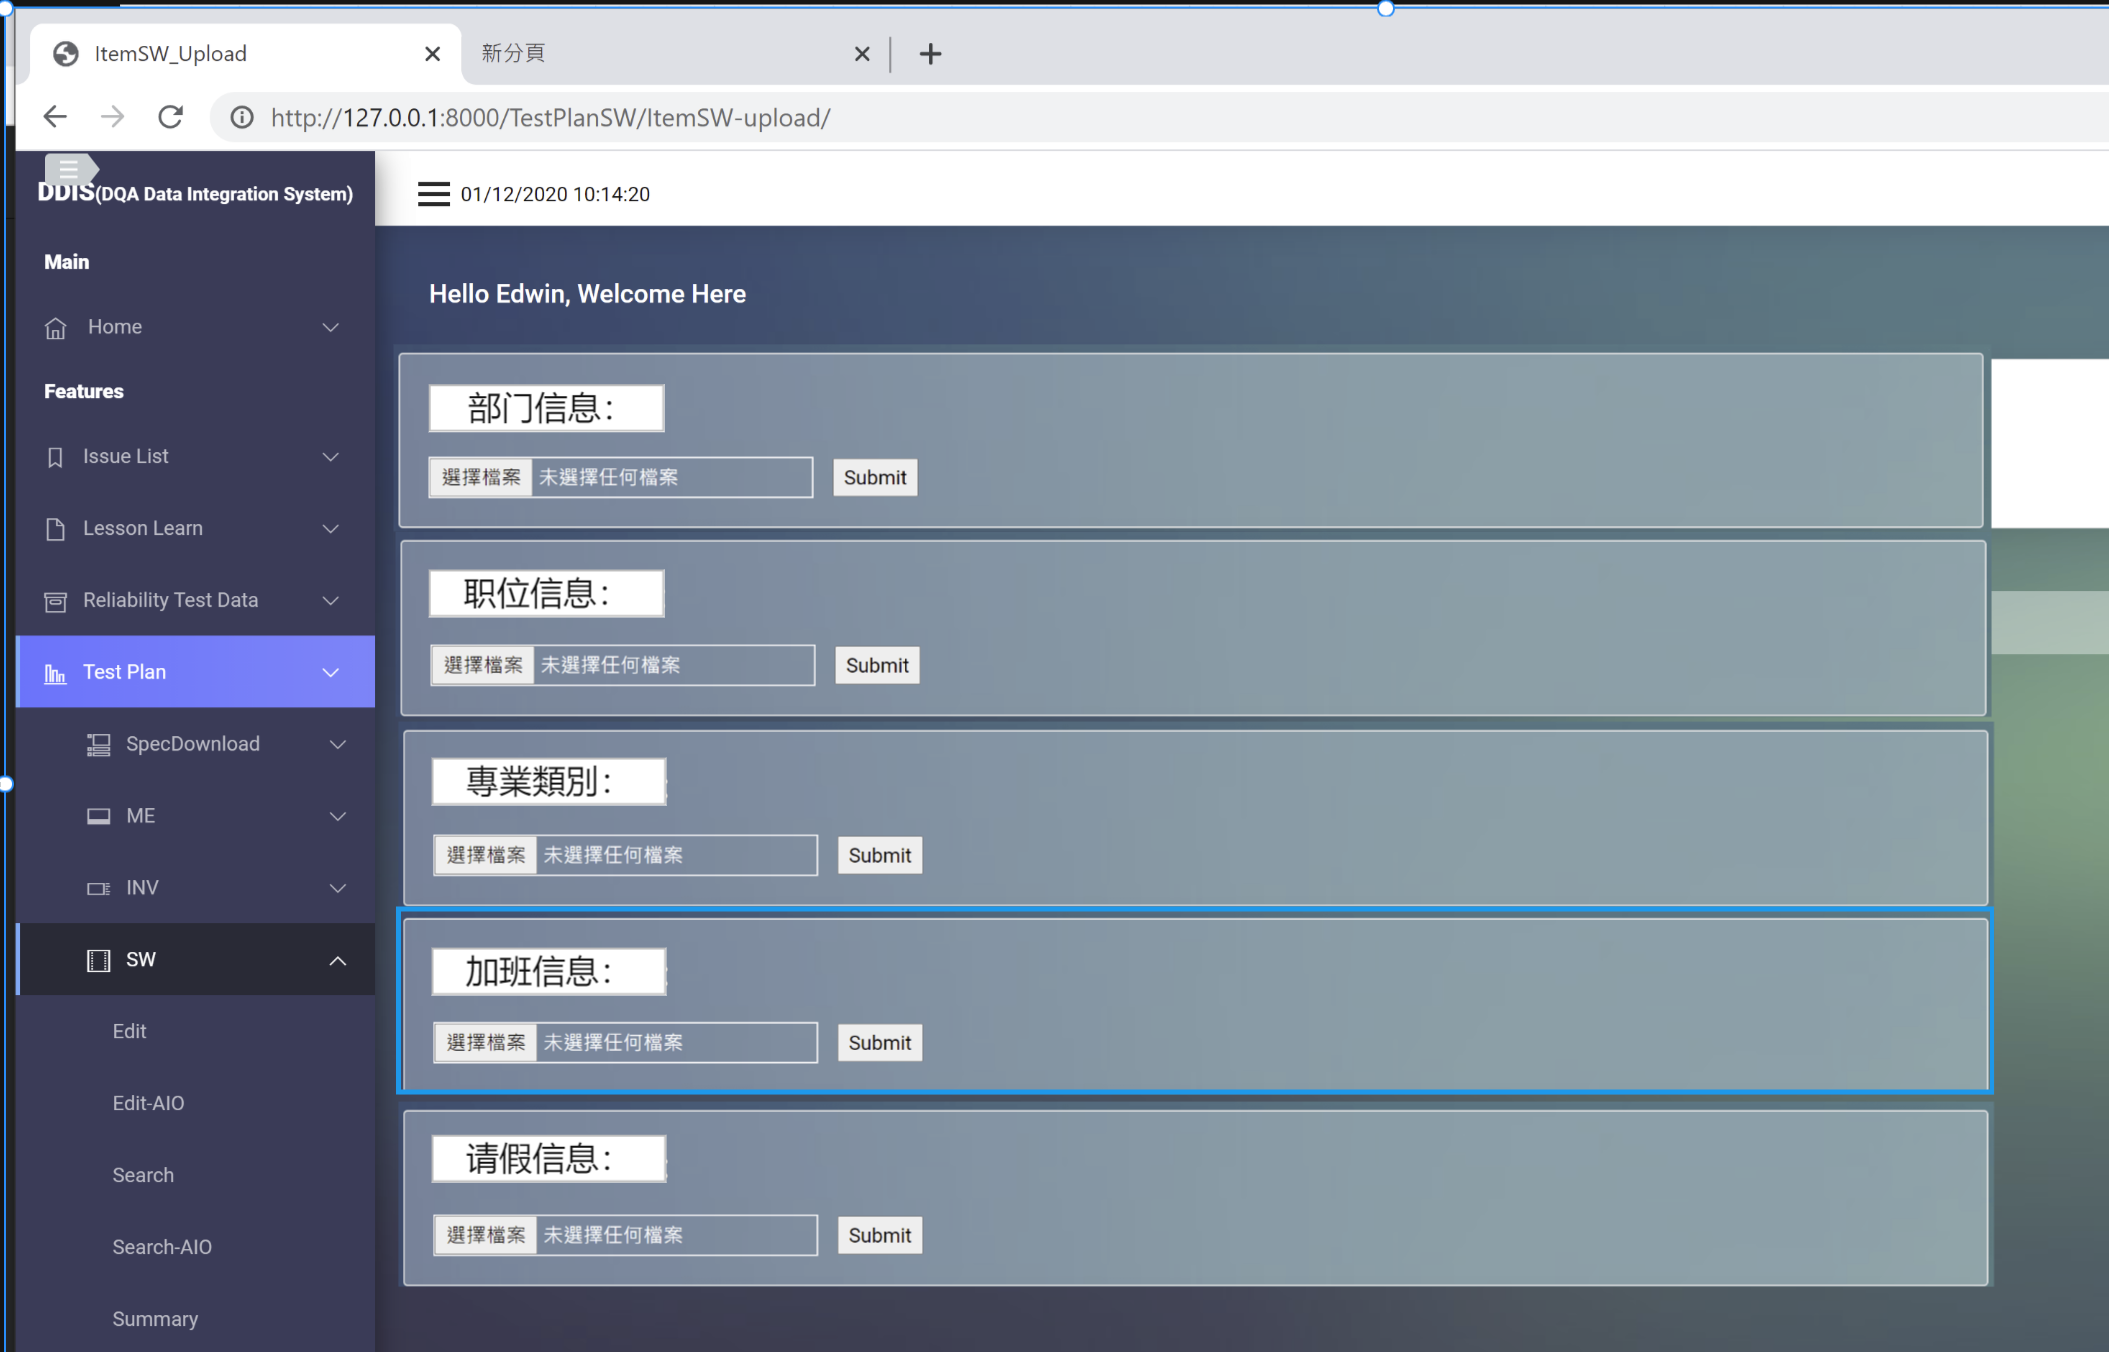 ItemSW_Upload
新分頁
http://127.0.0.1:8000/TestPlanSW/ItemSW-upload/
DDIS(DQA Data Integration System)
01/12/2020 10:14:20
Main
Home
Features
Issue List
Lesson Learn
Reliability Test Data
Test Plan
SpecDownload
ME
INV
SW
Edit
Edit-AIO
Search
Search-AIO
Summary
Hello Edwin, Welcome Here
部门信息：
選擇檔案 未選擇任何檔案 Submit
职位信息：
選擇檔案 未選擇任何檔案 Submit
專業類別：
選擇檔案 未選擇任何檔案 Submit
加班信息：
選擇檔案 未選擇任何檔案 Submit
请假信息：
選擇檔案 未選擇任何檔案 Submit